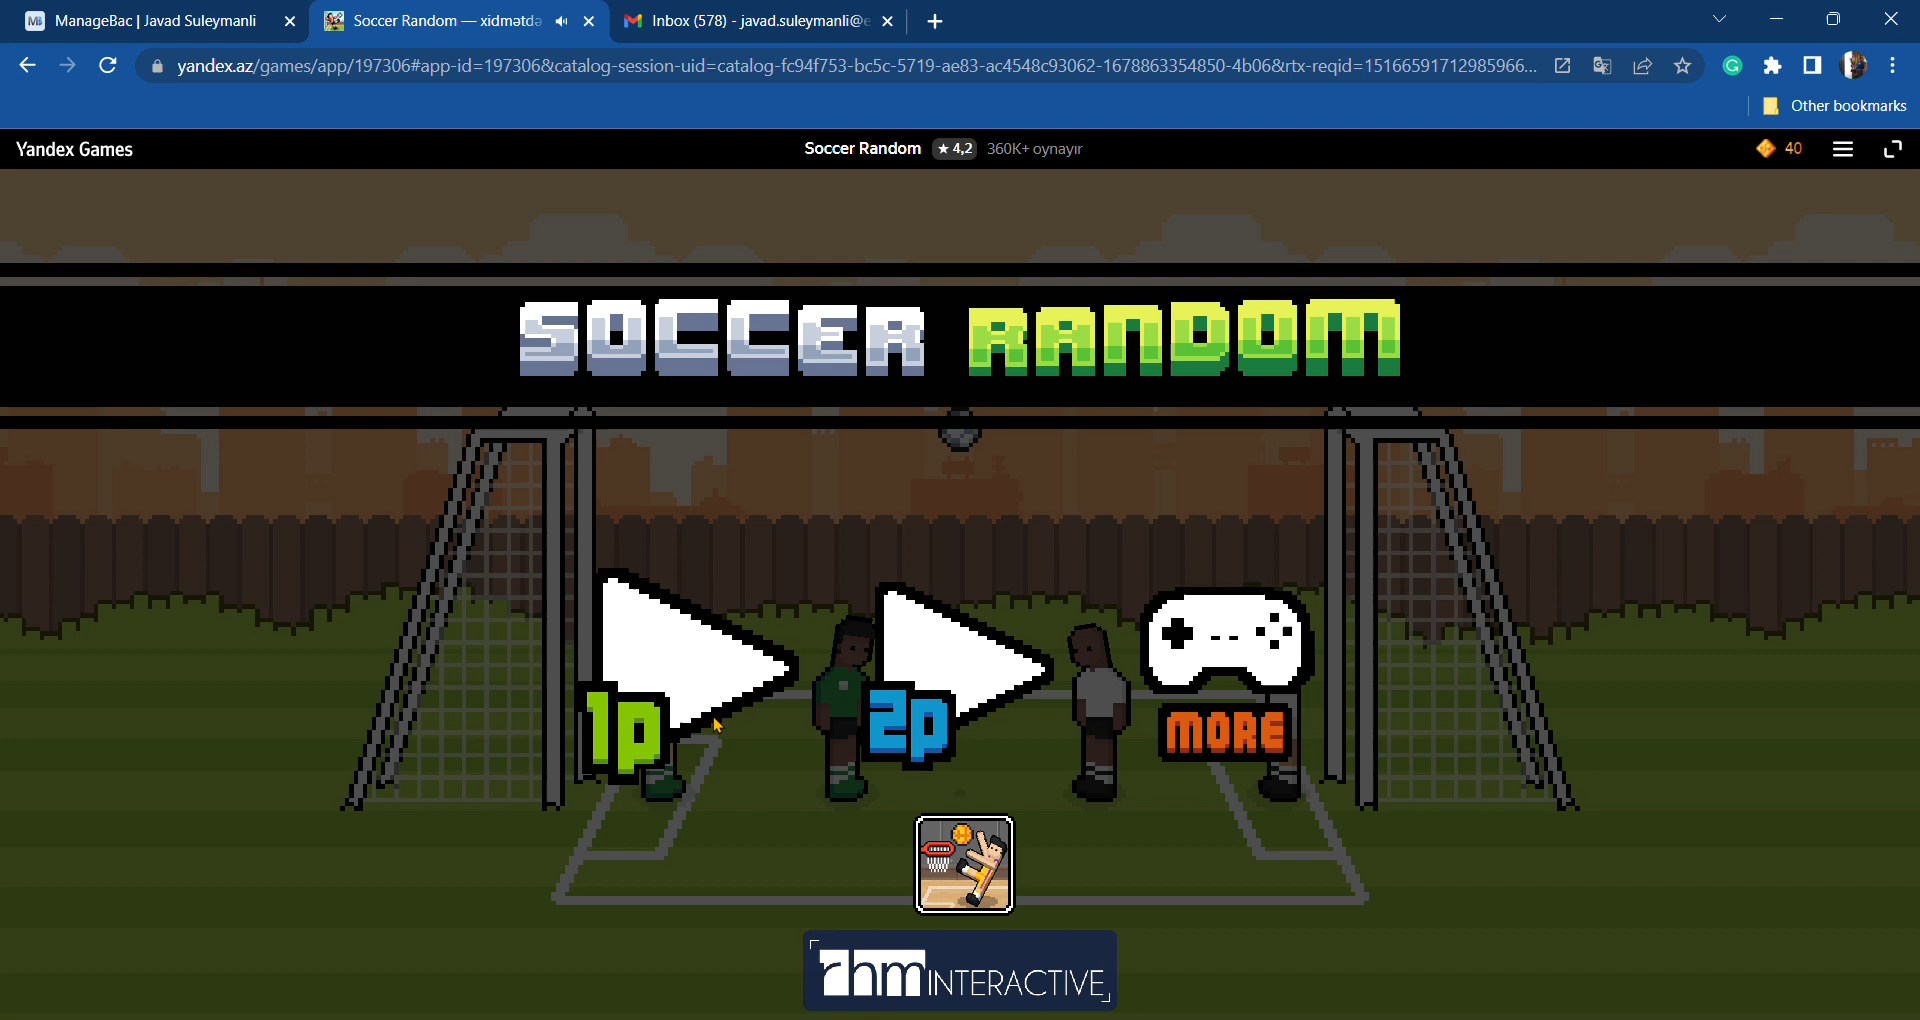 ManageBac | Javad Suleymanli
Soccer Random — xidmətdə
Inbox (578) - javad.suleymanli@e
yandex.az/games/app/197306#app-id=197306&catalog-session-uid=catalog-fc94f753-bc5c-5719-ae83-ac4548c93062-1678863354850-4b06&rtx-reqid=15166591712985966...
Other bookmarks
Yandex Games
Soccer Random ★ 4,2 360K+ oynayır
40
SOCCER RANDOM
1P
2P
MORE
rhm INTERACTIVE